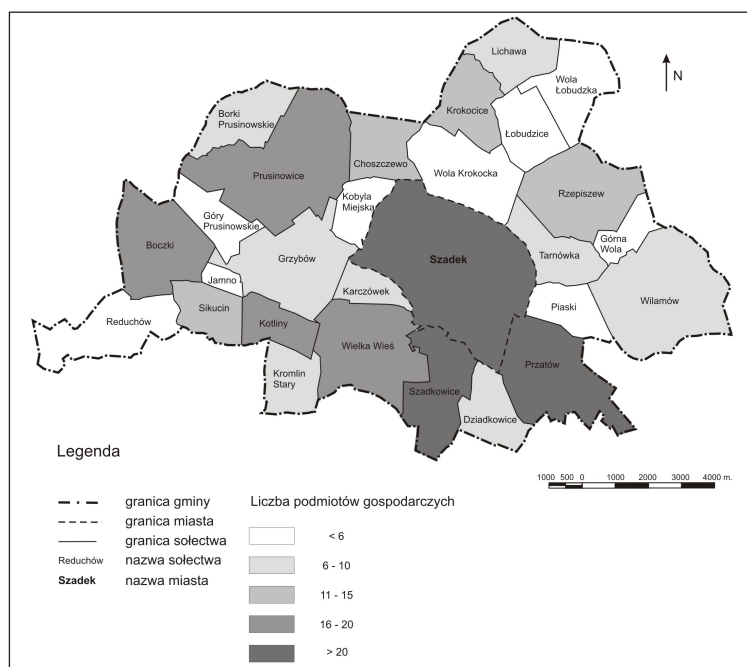 Lichawa
Wola
Łobudzka
N
Krokocice
Borki
Prusinowskie
Łobudzice
Choszczewo
Prusinowice
Wola Krokocka
Kobyla
Miejska
Rzepiszew
Góry
Prusinowskie
Górna
Wola
Boczki
Szadek
Tarnówka
Grzybów
Jamno
Karczówek
Wilamów
Sikucin
Piaski
Reduchów
Kotliny
Wielka Wieś
Przatów
Kromlin
Stary
Szadkowice
Dziadkowice
Legenda
1000 500 0 1000 2000 3000 4000 m.
granica gminy
Liczba podmiotów gospodarczych
granica miasta
granica sołectwa
< 6
Reduchów nazwa sołectwa
6 - 10
Szadek nazwa miasta
11 - 15
16 - 20
> 20